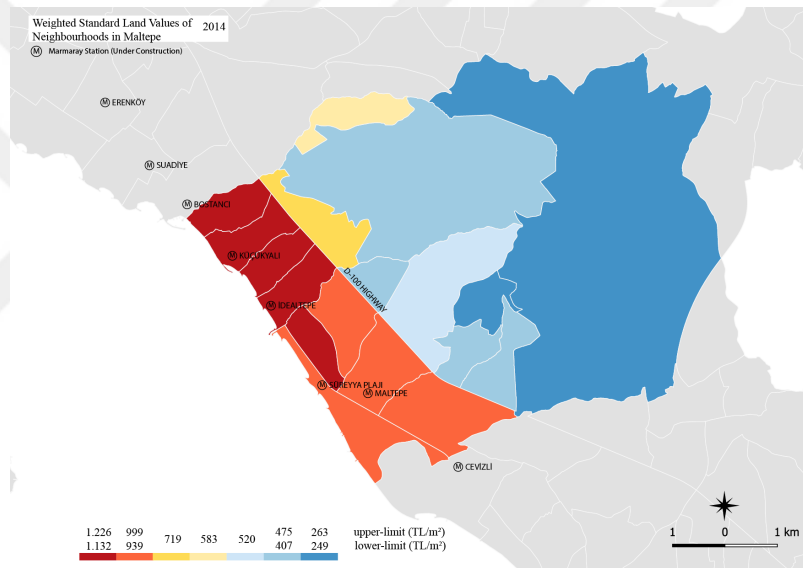 Weighted Standard Land Values of
Neighbourhoods in Maltepe
2014
M Marmaray Station (Under Construction)
M ERENKÖY
M SUADİYE
M BOSTANCI
M KÜÇÜKYALI
D-100 HIGHWAY
M İDEALTEPE
M SÜREYYA PLAJI
M MALTEPE
M CEVİZLİ
1.226 999 719 583 520 475 263 upper-limit (TL/m²)
1.132 939 407 249 lower-limit (TL/m²)
1 0 1 km